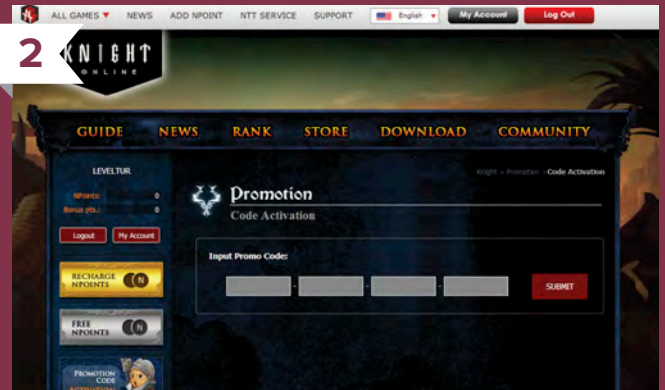 ALL GAMES ▼ NEWS ADD NPOINT NTT SERVICE SUPPORT English ▼ My Account Log Out
2
KNIGHT
ONLINE
GUIDE NEWS RANK STORE DOWNLOAD COMMUNITY
LEVELTUR
NPoints: 0
Bonus pts.: 0
Logout My Account
RECHARGE
NPOINTS N
FREE
NPOINTS N
PROMOTION
CODE
Knight > Promotion > Code Activation
Promotion
Code Activation
Input Promo Code:
- - -
SUBMIT